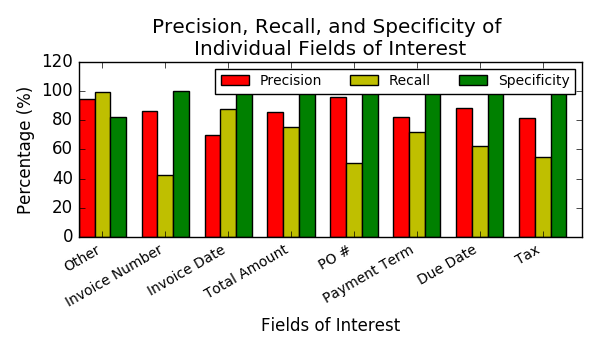 Precision, Recall, and Specificity of
Individual Fields of Interest
120
100
80
60
40
20
0
Percentage (%)
Precision
Recall
Specificity
Other
Invoice Number
Invoice Date
Total Amount
PO #
Payment Term
Due Date
Tax
Fields of Interest